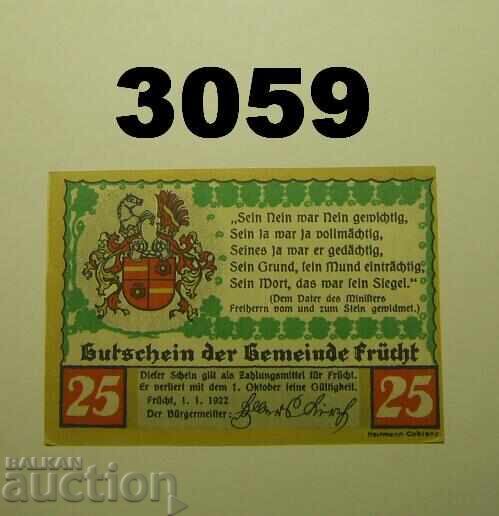 3059
„Sein Nein war Nein gewichtig,
Sein Ja war Ja vollmächtig,
Seines Ja war er gedächtig,
Sein Grund, sein Mund einträchtig,
Sein Wort, das war sein Siegel.“
(Dem Vater des Ministers
Freiherrn vom und zum Stein gewidmet.)
Gutschein der Gemeinde Frücht
25
Dieser Schein gilt als Zahlungsmittel für Frücht.
Er verliert mit dem 1. Oktober seine Gültigkeit.
Frücht, 1. 1. 1922
Der Bürgermeister:
25
Hartmann Coblenz
BALKAN
auction